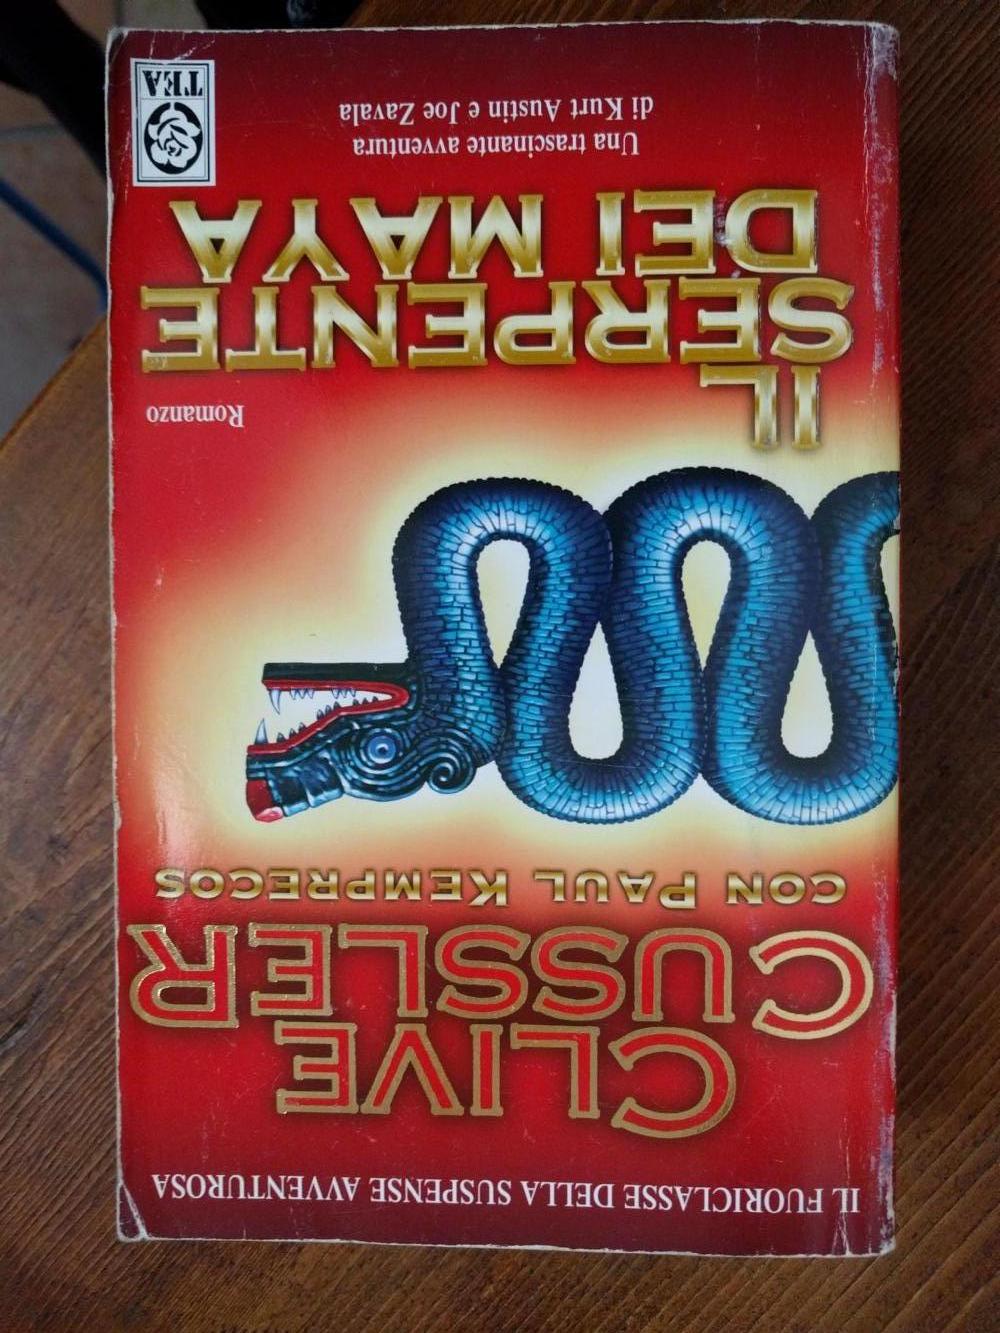 IL FUORICLASSE DELLA SUSPENSE AVVENTUROSA
CLIVE
CUSSLER
CON PAUL KEMPRECOS
Romanzo
IL
SERPENTE
DEI MAYA
Una trascinante avventura
di Kurt Austin e Joe Zavala
TEA